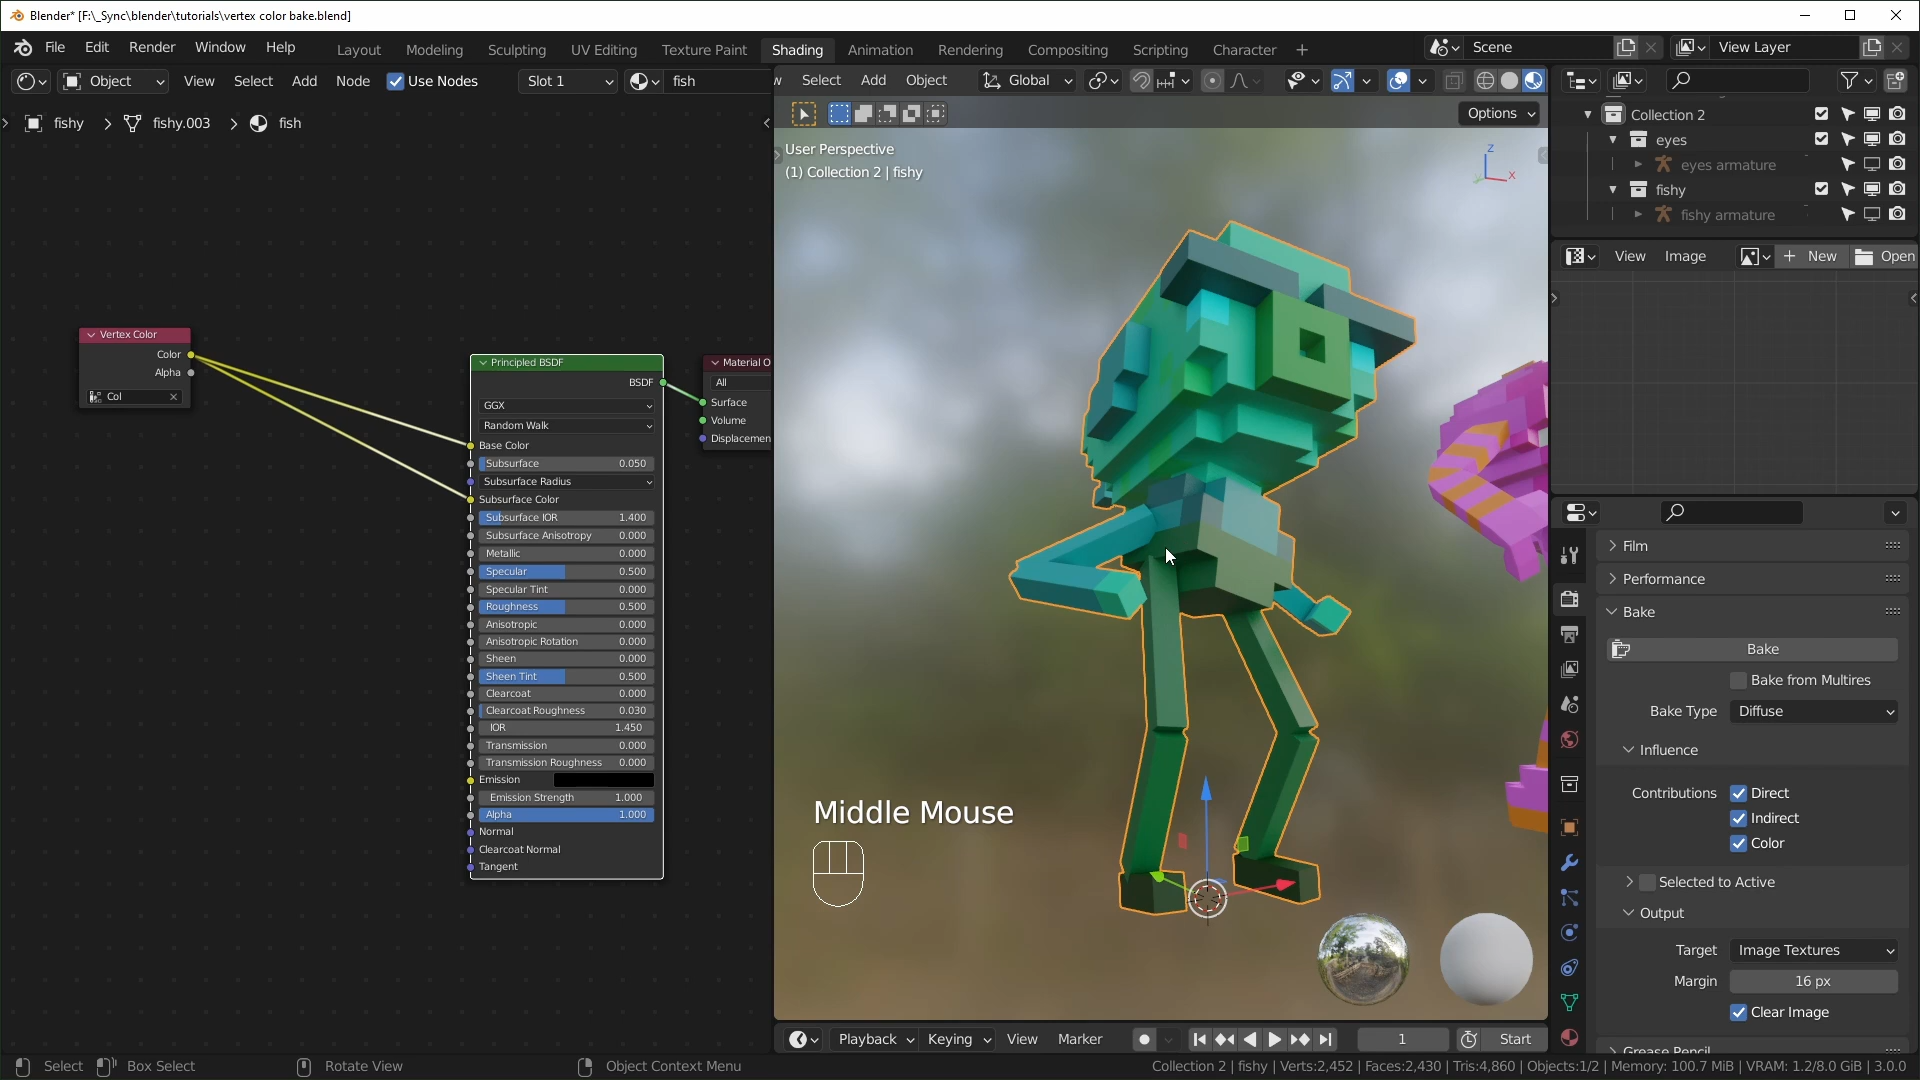 Blender* [F:\_Sync\blender\tutorials\vertex color bake.blend]
File Edit Render Window Help
Layout Modeling Sculpting UV Editing Texture Paint Shading Animation Rendering Compositing Scripting Character
Scene
View Layer
Object View Select Add Node Use Nodes Slot 1 fish
w Select Add Object Global
fishy > fishy.003 > fish
Options
User Perspective
(1) Collection 2 | fishy
Z
X
Y
Collection 2
eyes
eyes armature
fishy
fishy armature
View Image New Open
Vertex Color
Color
Alpha
Col
Principled BSDF
BSDF
GGX
Random Walk
Base Color
Subsurface 0.050
Subsurface Radius
Subsurface Color
Subsurface IOR 1.400
Subsurface Anisotropy 0.000
Metallic 0.000
Specular 0.500
Specular Tint 0.000
Roughness 0.500
Anisotropic 0.000
Anisotropic Rotation 0.000
Sheen 0.000
Sheen Tint 0.500
Clearcoat 0.000
Clearcoat Roughness 0.030
IOR 1.450
Transmission 0.000
Transmission Roughness 0.000
Emission
Emission Strength 1.000
Alpha 1.000
Normal
Clearcoat Normal
Tangent
Material O
All
Surface
Volume
Displacemen
Middle Mouse
Film
Performance
Bake
Bake
Bake from Multires
Bake Type Diffuse
Influence
Contributions Direct
Indirect
Color
Selected to Active
Output
Target Image Textures
Margin 16 px
Clear Image
Grease Pencil
Playback Keying View Marker 1 Start
Select Box Select Rotate View Object Context Menu
Collection 2 | fishy | Verts:2,452 | Faces:2,430 | Tris:4,860 | Objects:1/2 | Memory: 100.7 MiB | VRAM: 1.2/8.0 GiB | 3.0.0